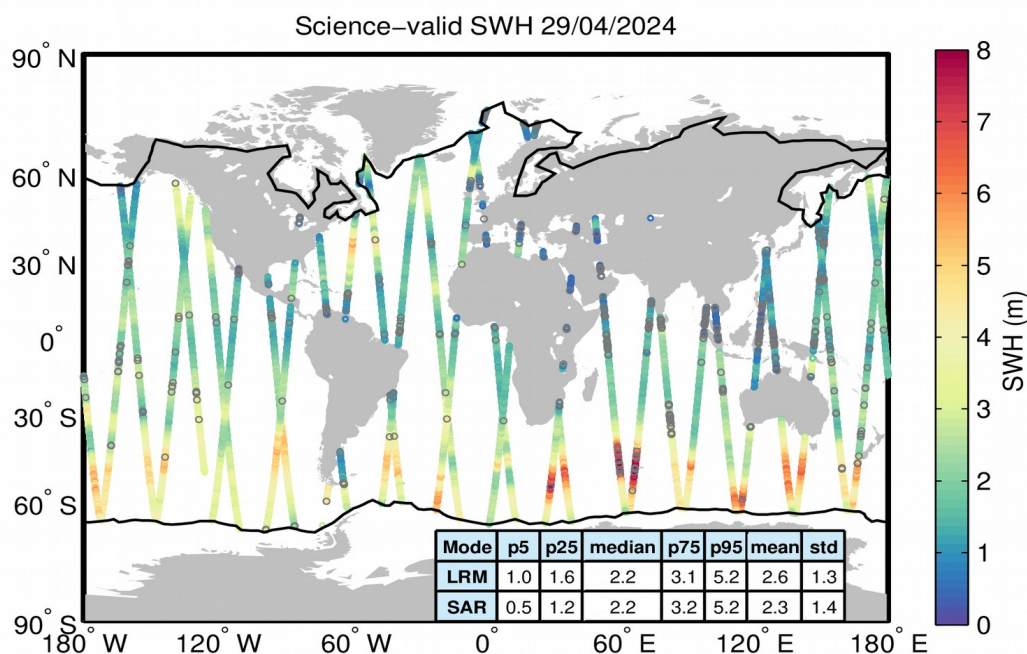 Science−valid SWH 29/04/2024
90° N
60° N
30° N
0°
30° S
60° S
90° S
180° W
120° W
60° W
0
60° E
120° E
180° E
Mode p5 p25 median p75 p95 mean std
LRM 1.0 1.6 2.2 3.1 5.2 2.6 1.3
SAR 0.5 1.2 2.2 3.2 5.2 2.3 1.4
8
7
6
5
4
3
2
1
0
SWH (m)